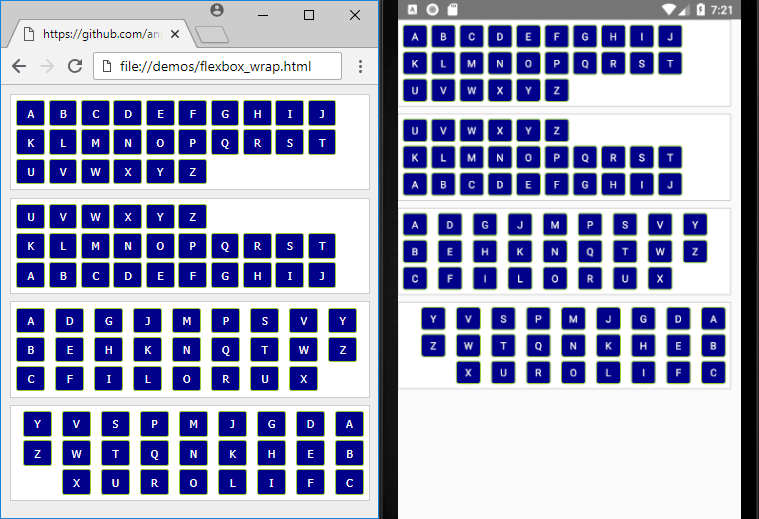 https://github.com/an
file://demos/flexbox_wrap.html
A B C D E F G H I J
K L M N O P Q R S T
U V W X Y Z
U V W X Y Z
K L M N O P Q R S T
A B C D E F G H I J
A D G J M P S V Y
B E H K N Q T W Z
C F I L O R U X
Y V S P M J G D A
Z W T Q N K H E B
X U R O L I F C
A 7:21
A B C D E F G H I J
K L M N O P Q R S T
U V W X Y Z
U V W X Y Z
K L M N O P Q R S T
A B C D E F G H I J
A D G J M P S V Y
B E H K N Q T W Z
C F I L O R U X
Y V S P M J G D A
Z W T Q N K H E B
X U R O L I F C